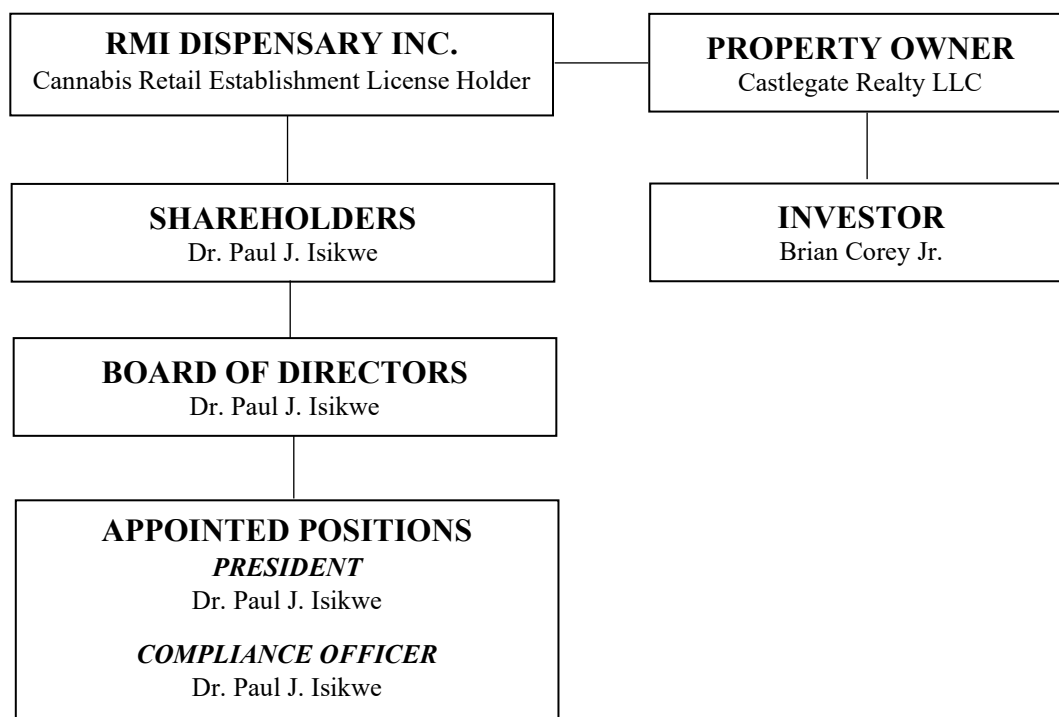 RMI DISPENSARY INC.
Cannabis Retail Establishment License Holder
PROPERTY OWNER
Castlegate Realty LLC
SHAREHOLDERS
Dr. Paul J. Isikwe
INVESTOR
Brian Corey Jr.
BOARD OF DIRECTORS
Dr. Paul J. Isikwe
APPOINTED POSITIONS
PRESIDENT
Dr. Paul J. Isikwe
COMPLIANCE OFFICER
Dr. Paul J. Isikwe